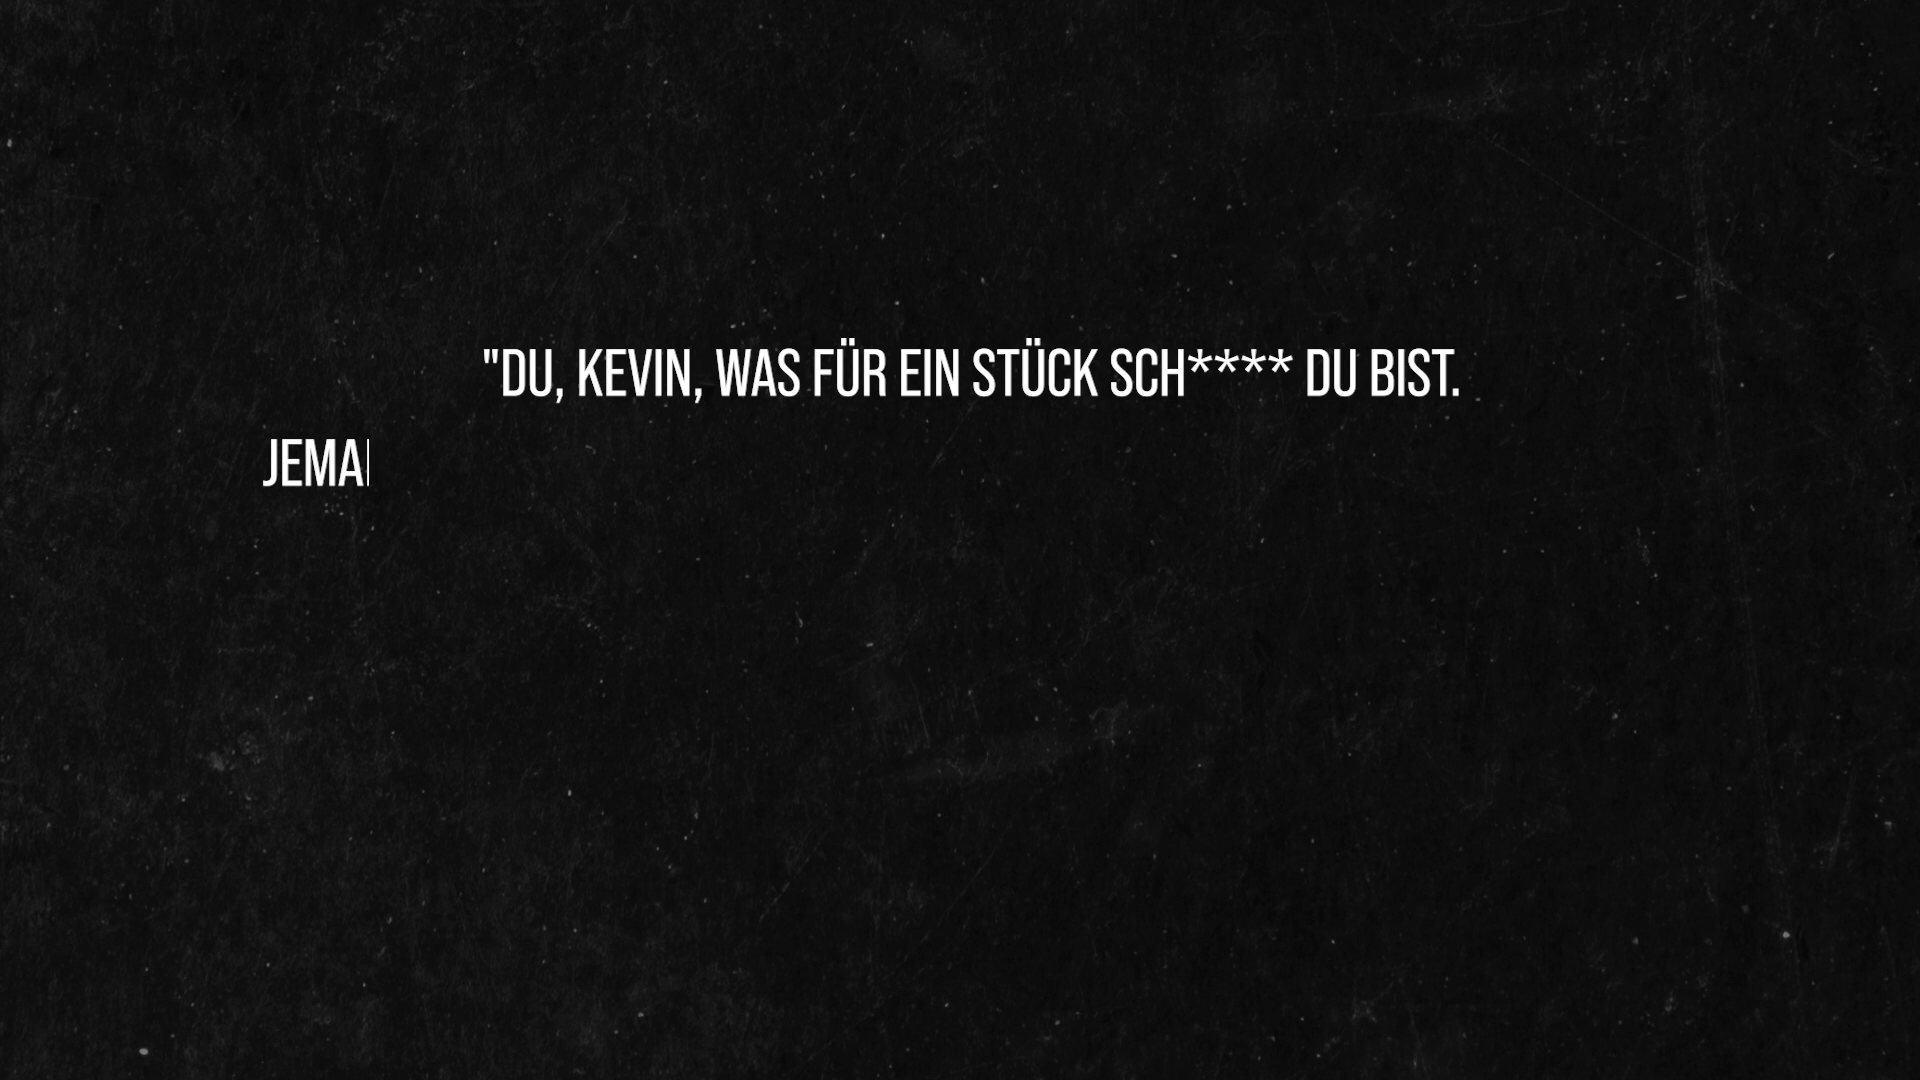 "DU, KEVIN, WAS FÜR EIN STÜCK SCH**** DU BIST.
JEMA